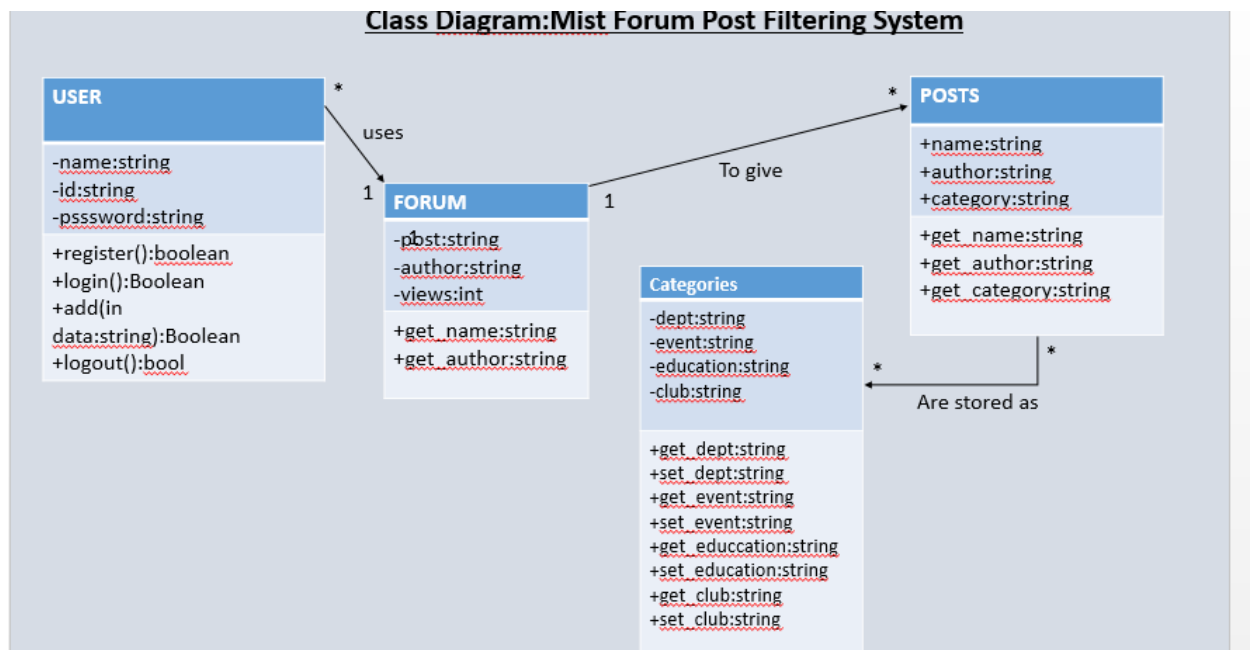 Class Diagram:Mist Forum Post Filtering System
USER
-name:string
-id:string
-psssword:string
+register():boolean
+login():Boolean
+add(in
data:string):Boolean
+logout():bool
*
uses
1
FORUM
-post:string
1
-author:string
-views:int
+get_name:string
+get_author:string
1
To give
*
POSTS
+name:string
+author:string
+category:string
+get_name:string
+get_author:string
+get_category:string
*
*
Are stored as
Categories
-dept:string
-event:string
-education:string
-club:string
+get_dept:string
+set_dept:string
+get_event:string
+set_event:string
+get_educcation:string
+set_education:string
+get_club:string
+set_club:string